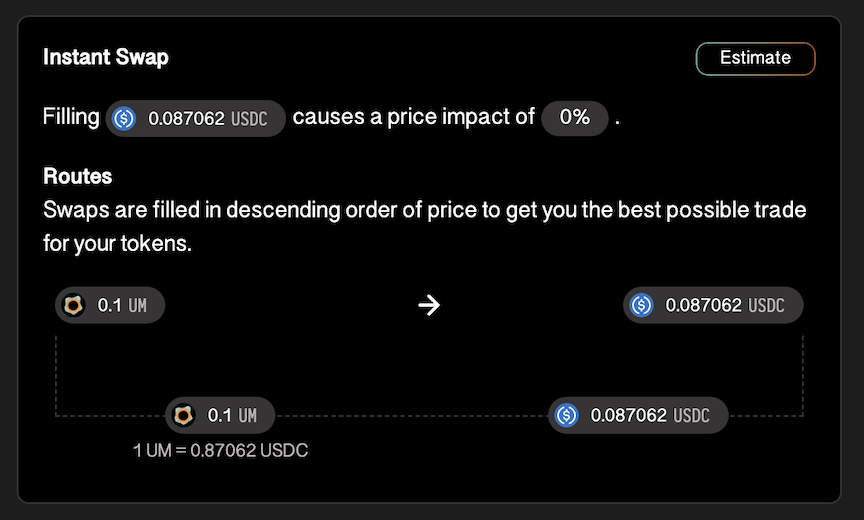 Instant Swap
Estimate
Filling 0.087062 USDC causes a price impact of 0% .
Routes
Swaps are filled in descending order of price to get you the best possible trade
for your tokens.
0.1 UM → 0.087062 USDC
0.1 UM 0.087062 USDC
1 UM = 0.87062 USDC